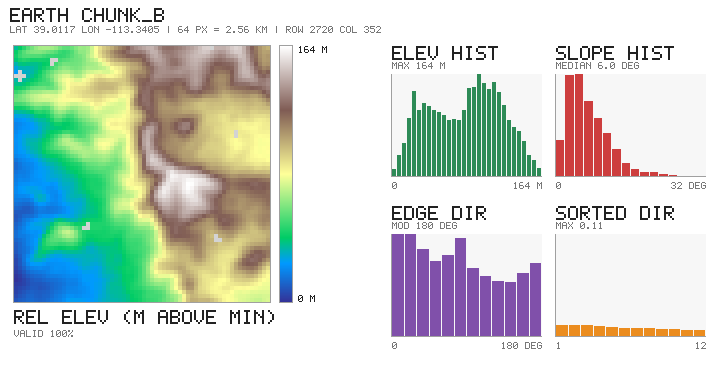 EARTH CHUNK_B
LAT 39.0117 LON -113.3405 | 64 PX = 2.56 KM | ROW 2720 COL 352
164 M
0 M
REL ELEV (M ABOVE MIN)
VALID 100%
ELEV HIST
MAX 164 M
0 164 M
SLOPE HIST
MEDIAN 6.0 DEG
0 32 DEG
EDGE DIR
MOD 180 DEG
0 180 DEG
SORTED DIR
MAX 0.11
1 12